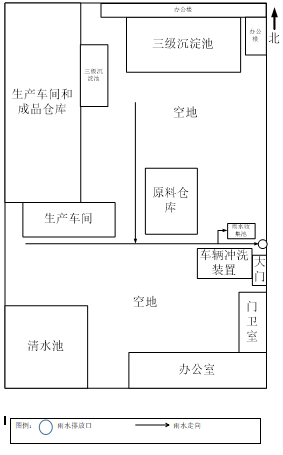 办公楼
三级沉淀池
办公
楼
北
三级沉
淀池
生产车间和
成品仓库
空地
原料仓
库
生产车间
雨水收
集池
车辆冲洗
装置
大
门
空地
门
卫
室
清水池
办公室
图例： 雨水排放口 雨水走向